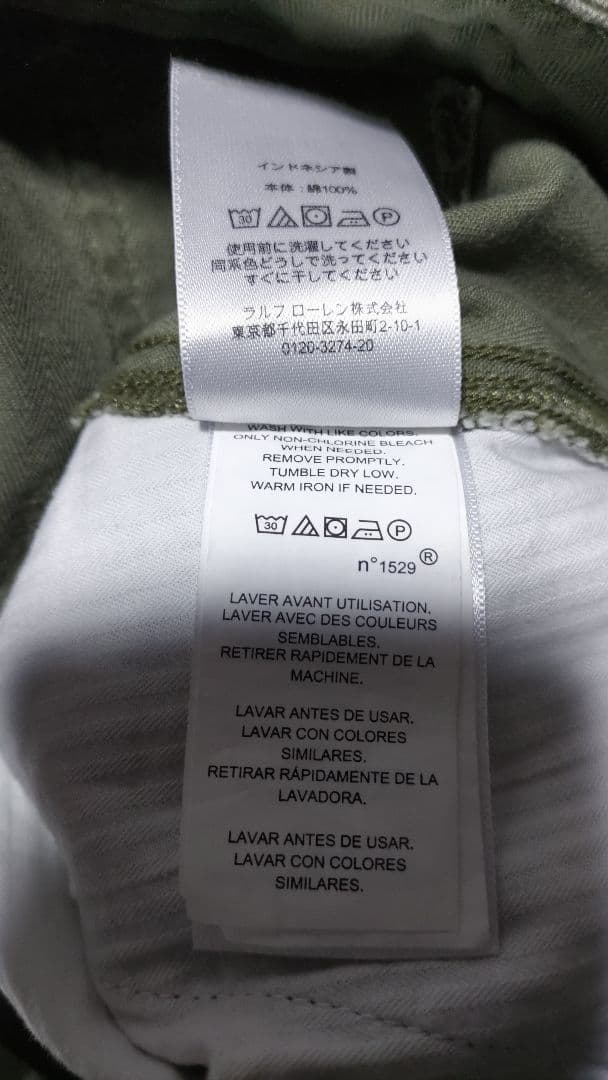 インドネシア製
本体：綿100%
30 P
使用前に洗濯してください
同系色どうしで洗ってください
すぐに干してください
ラルフ ローレン株式会社
東京都千代田区永田町2-10-1
0120-3274-20
WASH WITH LIKE COLORS.
ONLY NON-CHLORINE BLEACH
WHEN NEEDED.
REMOVE PROMPTLY.
TUMBLE DRY LOW.
WARM IRON IF NEEDED.
30 P
n°1529®
LAVER AVANT UTILISATION.
LAVER AVEC DES COULEURS
SEMBLABLES.
RETIRER RAPIDEMENT DE LA
MACHINE.
LAVAR ANTES DE USAR.
LAVAR CON COLORES
SIMILARES.
RETIRAR RÁPIDAMENTE DE LA
LAVADORA.
LAVAR ANTES DE USAR.
LAVAR CON COLORES
SIMILARES.